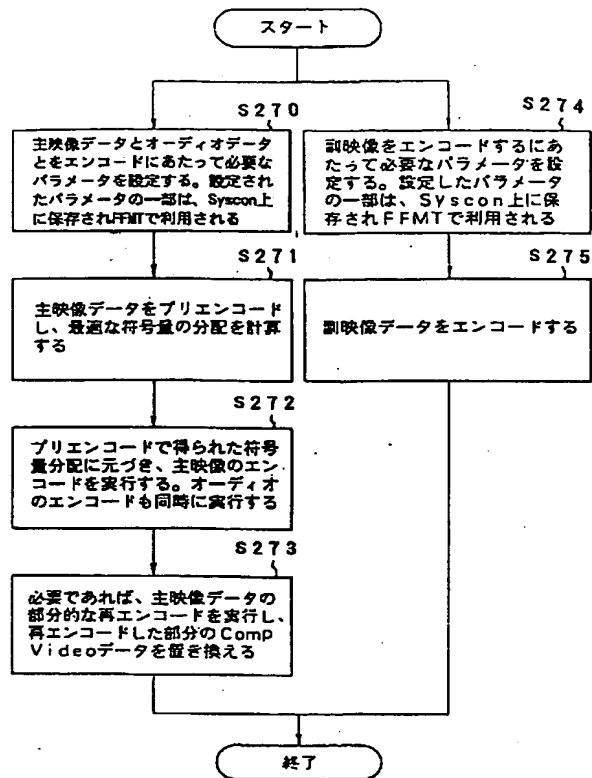 スタート
S270
主映像データとオーディオデータ
とをエンコードにあたって必要な
パラメータを設定する。設定され
たパラメータの一部は、Syscon上
に保存されFFMTで利用される
S271
主映像データをプリエンコード
し、最適な符号量の分配を計算
する
S272
プリエンコードで得られた符号
量分配に元づき、主映像のエン
コードを実行する。オーディオ
のエンコードも同時に実行する
S273
必要であれば、主映像データの
部分的な再エンコードを実行し、
再エンコードした部分のComp
Videoデータを置き換える
S274
副映像をエンコードするにあ
たって必要なパラメータを設
定する。設定したパラメータ
の一部は、Syscon上に保
存されFFMTで利用される
S275
副映像データをエンコードする
終了